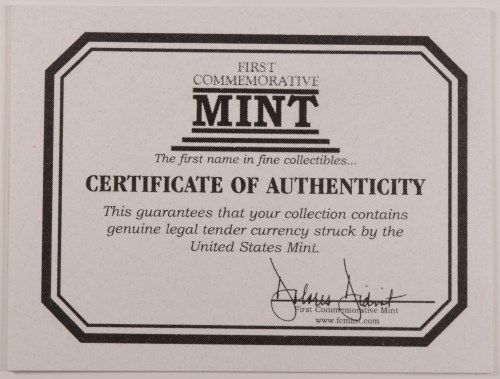 FIRST
COMMEMORATIVE
MINT
The first name in fine collectibles...
CERTIFICATE OF AUTHENTICITY
This guarantees that your collection contains
genuine legal tender currency struck by the
United States Mint.
First Commemorative Mint
www.fcmint.com